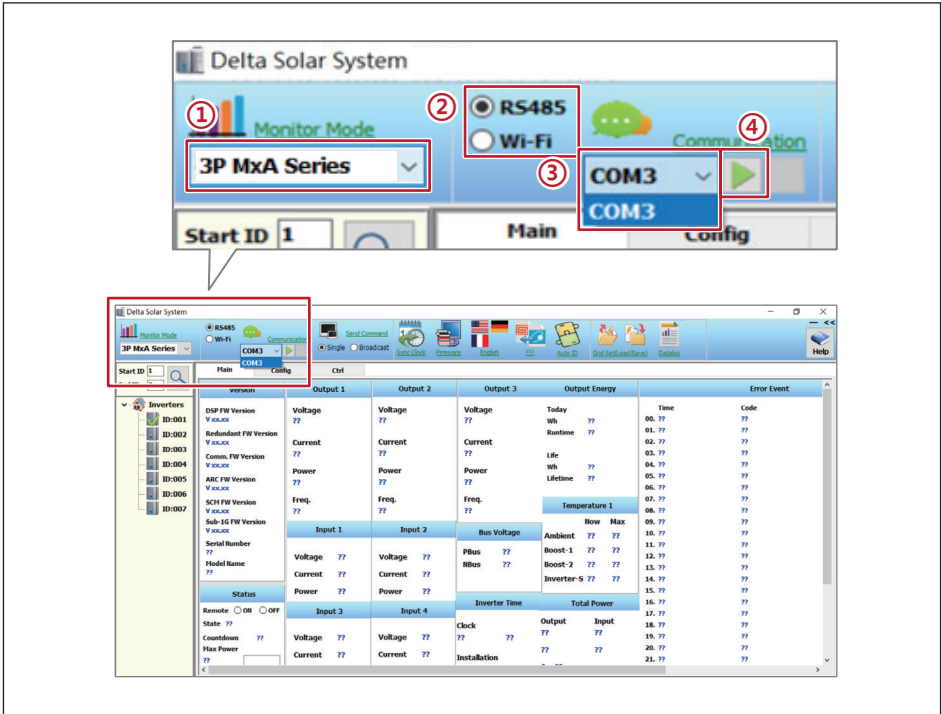 Delta Solar System
①
Monitor Mode
3P MxA Series
②
RS485
Wi-Fi
③
Communication
④
COM3
COM3
Start ID 1
Main
Config
Delta Solar System
Monitor Mode
3P MxA Series
RS485
Wi-Fi
COM3
COM3
Send Command
Single Broadcast
Sync Clock
Firmware
English
???
Auto ID
Grid Set(Load/Save)
Datalog
<<
Help
Start ID 1
Main
Config
Ctrl
Inverters
ID:001
ID:002
ID:003
ID:004
ID:005
ID:006
ID:007
Version
DSP FW Version
V xx.xx
Redundant FW Version
V xx.xx
Comm. FW Version
V xx.xx
ARC FW Version
V xx.xx
SCM FW Version
V xx.xx
Sub-1G FW Version
V xx.xx
Serial Number
??
Model Name
??
Status
Remote ON OFF
State ??
Countdown ??
Max Power
??
Output 1
Voltage
??
Current
??
Power
??
Freq.
??
Output 2
Voltage
??
Current
??
Power
??
Freq.
??
Output 3
Voltage
??
Current
??
Power
??
Freq.
??
Input 1
Voltage ??
Current ??
Power ??
Input 2
Voltage ??
Current ??
Power ??
Input 3
Voltage ??
Current ??
Input 4
Voltage ??
Current ??
Bus Voltage
PBus ??
NBus ??
Inverter Time
Clock
?? ??
Installation
Output Energy
Today
Wh ??
Runtime ??
Life
Wh ??
Lifetime ??
Temperature 1
Now Max
Ambient ?? ??
Boost-1 ?? ??
Boost-2 ?? ??
Inverter-S ?? ??
Total Power
Output Input
?? ??
?? ??
Error Event
Time Code
00. ?? ??
01. ?? ??
02. ?? ??
03. ?? ??
04. ?? ??
05. ?? ??
06. ?? ??
07. ?? ??
08. ?? ??
09. ?? ??
10. ?? ??
11. ?? ??
12. ?? ??
13. ?? ??
14. ?? ??
15. ?? ??
16. ?? ??
17. ?? ??
18. ?? ??
19. ?? ??
20. ?? ??
21. ?? ??